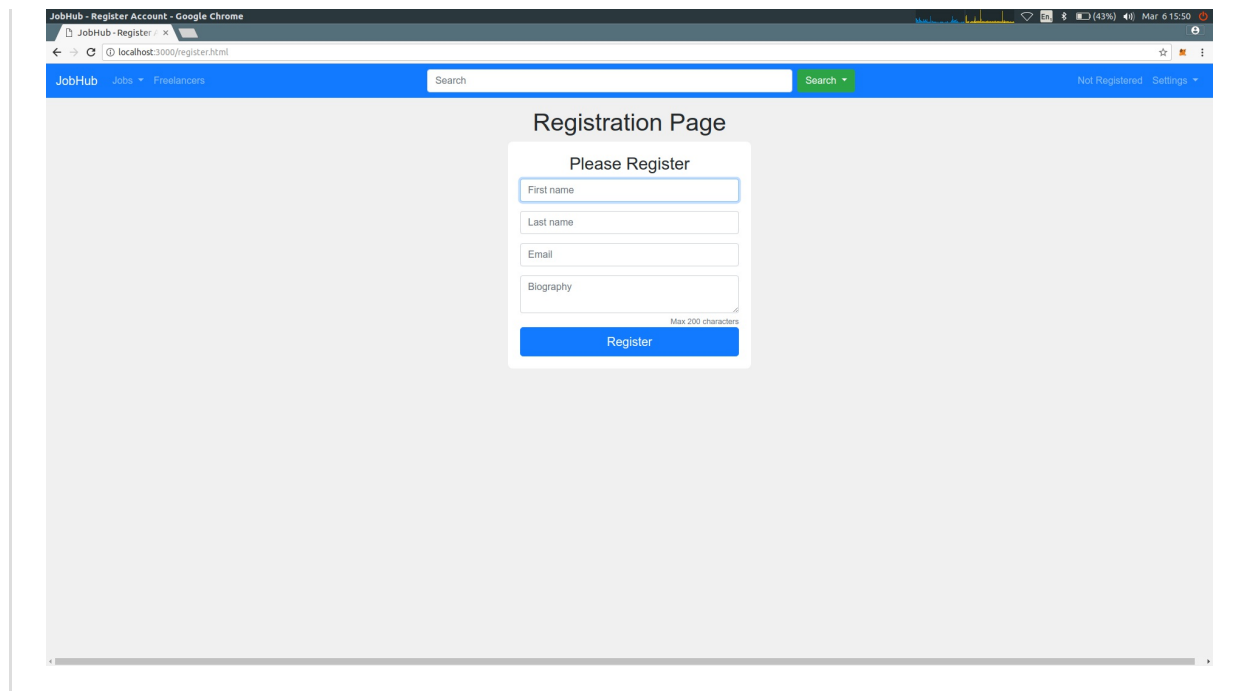 JobHub - Register Account - Google Chrome
En
(43%)
Mar 6 15:50
JobHub - Register A
localhost:3000/register.html
JobHub
Jobs
Freelancers
Search
Search
Not Registered
Settings
Registration Page
Please Register
First name
Last name
Email
Biography
Max 200 characters
Register